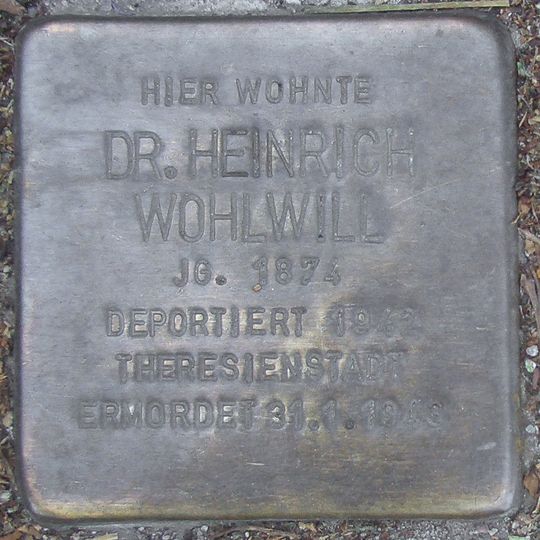 HIER WOHNTE
DR. HEINRICH
WOHLWILL
JG. 1874
DEPORTIERT 1942
THERESIENSTADT
ERMORDET 31.1.1943